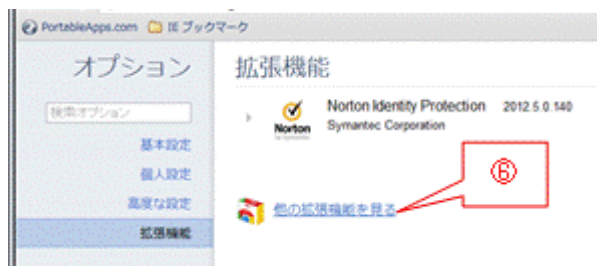 PortableApps.com IE ブックマーク
オプション
検索オプション
基本設定
個人設定
高度な設定
拡張機能
拡張機能
Norton Identity Protection 2012.5.0.140
Symantec Corporation
Norton
⑥
他の拡張機能を見る